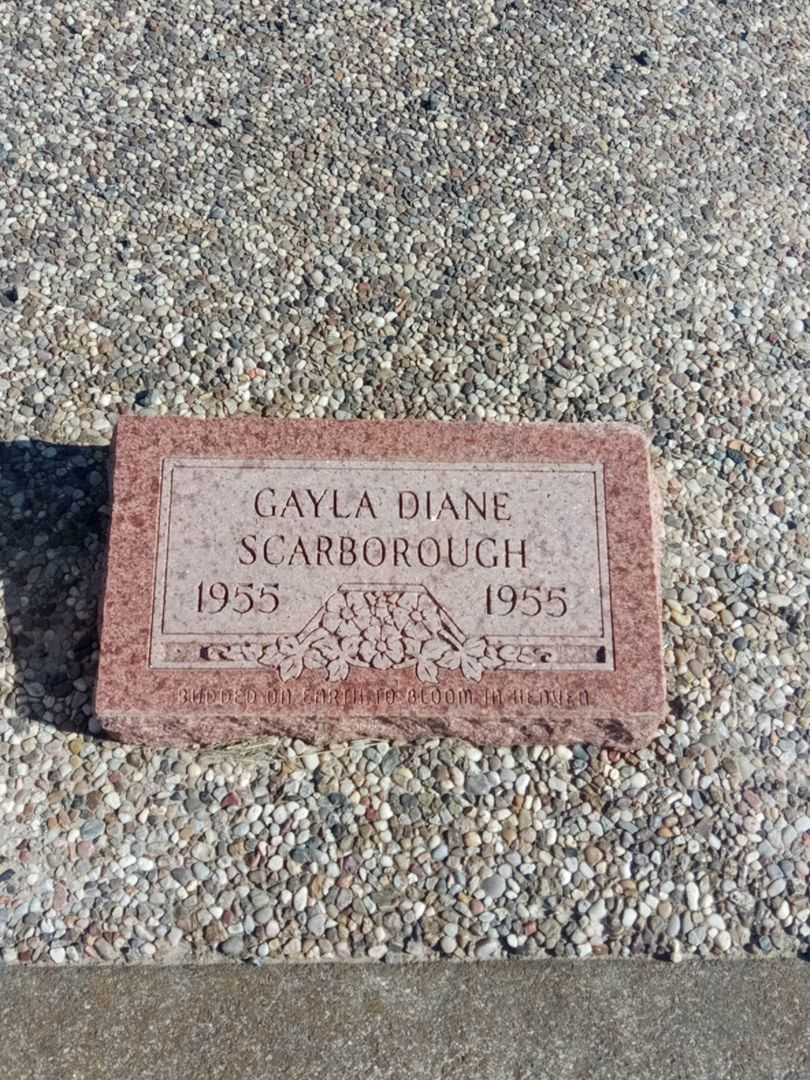 GAYLA DIANE
SCARBOROUGH
1955 1955
BUDDED ON EARTH TO BLOOM IN HEAVEN